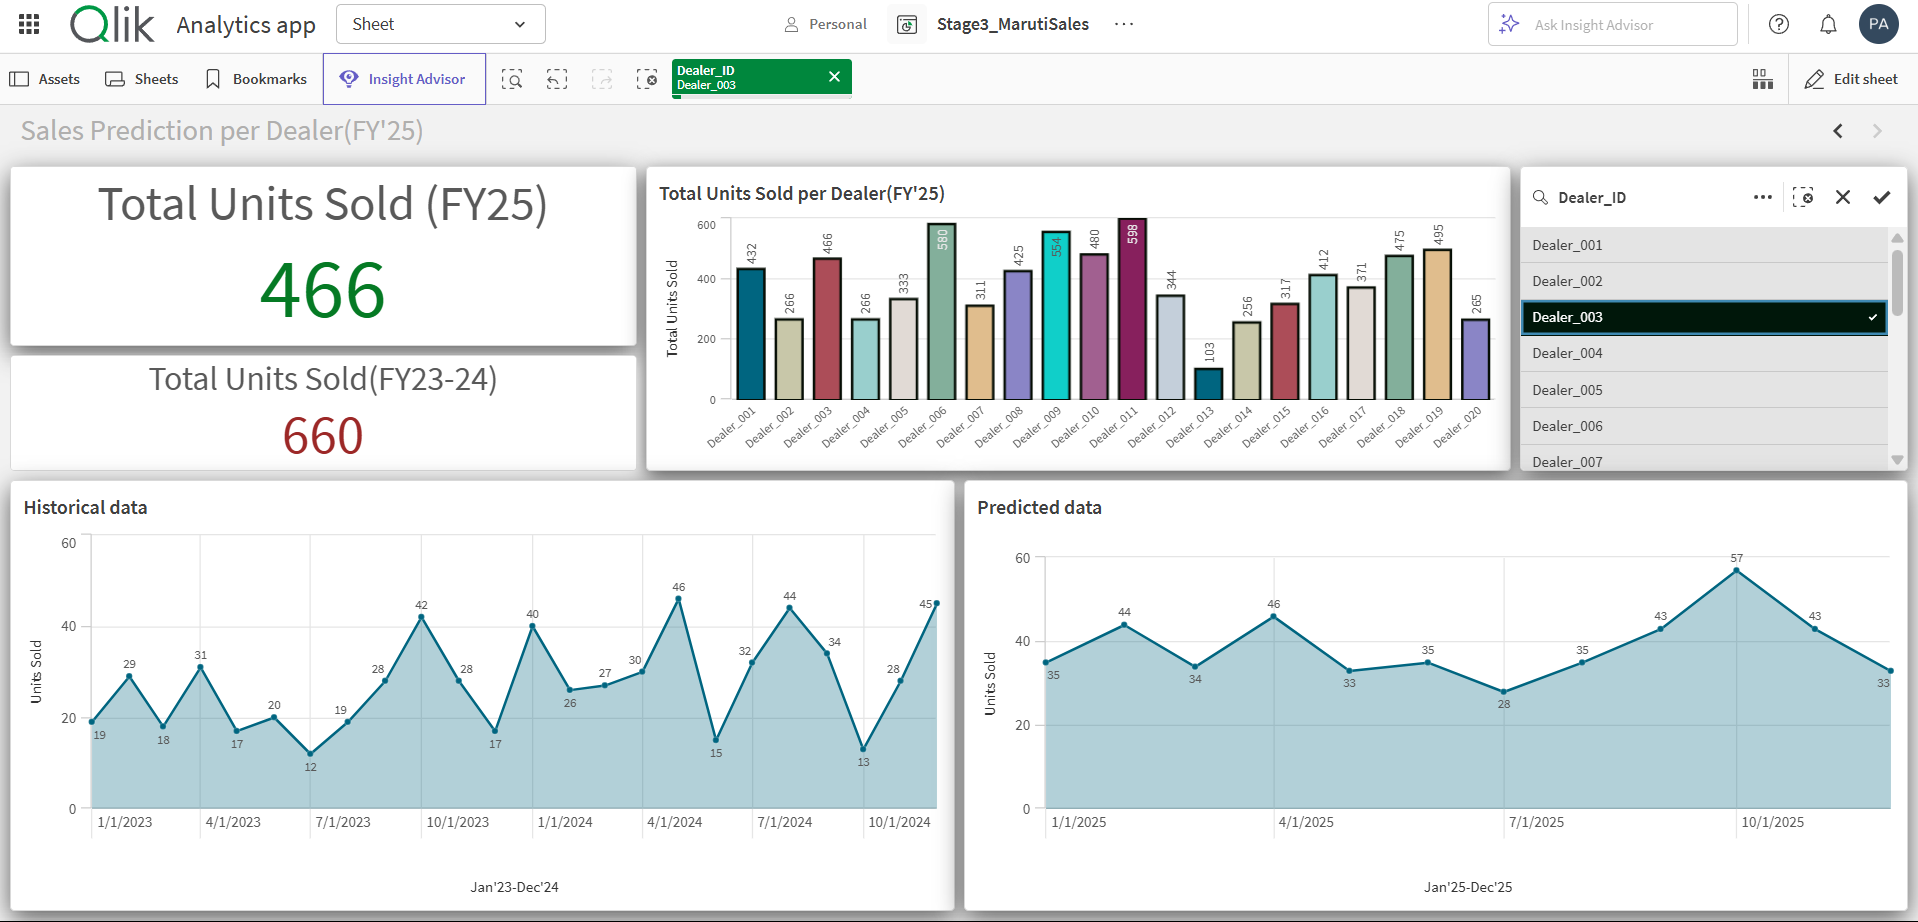 Qlik Analytics app Sheet Personal Stage3_MarutiSales ... Ask Insight Advisor ? PA
Assets Sheets Bookmarks Insight Advisor Dealer_ID Edit sheet
Dealer_003
Sales Prediction per Dealer(FY'25)
Total Units Sold (FY25)
466
Total Units Sold(FY23-24)
660
Total Units Sold per Dealer(FY'25)
Total Units Sold
600
400
200
0
432 266 466 266 333 580 311 425 554 480 598 344 103 256 317 412 371 475 495 265
Dealer_001 Dealer_002 Dealer_003 Dealer_004 Dealer_005 Dealer_006 Dealer_007 Dealer_008 Dealer_009 Dealer_010 Dealer_011 Dealer_012 Dealer_013 Dealer_014 Dealer_015 Dealer_016 Dealer_017 Dealer_018 Dealer_019 Dealer_020
Dealer_ID ...
Dealer_001
Dealer_002
Dealer_003
Dealer_004
Dealer_005
Dealer_006
Dealer_007
Historical data
Units Sold
60
40
20
0
19 29 18 31 17 20 12 19 28 42 28 17 40 26 27 30 46 15 32 44 34 13 28 45
1/1/2023 4/1/2023 7/1/2023 10/1/2023 1/1/2024 4/1/2024 7/1/2024 10/1/2024
Jan'23-Dec'24
Predicted data
Units Sold
60
40
20
0
35 44 34 46 33 35 28 35 43 57 43 33
1/1/2025 4/1/2025 7/1/2025 10/1/2025
Jan'25-Dec'25